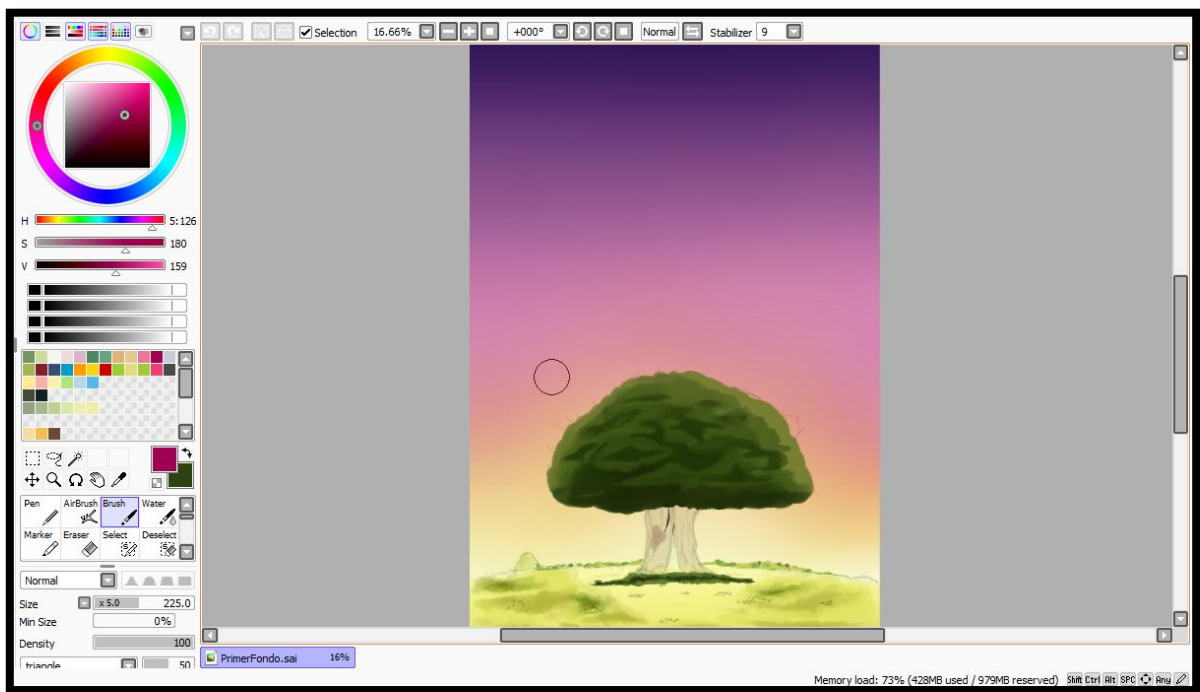 Selection 16.66% +000° Normal Stabilizer 9
H 5:126
S 180
V 159
Pen AirBrush Brush Water
Marker Eraser Select Deselect
Normal
Size x 5.0 225.0
Min Size 0%
Density 100
triangle 50
PrimerFondo.sai 16%
Memory load: 73% (428MB used / 979MB reserved) Shift Ctrl Alt SPC Any